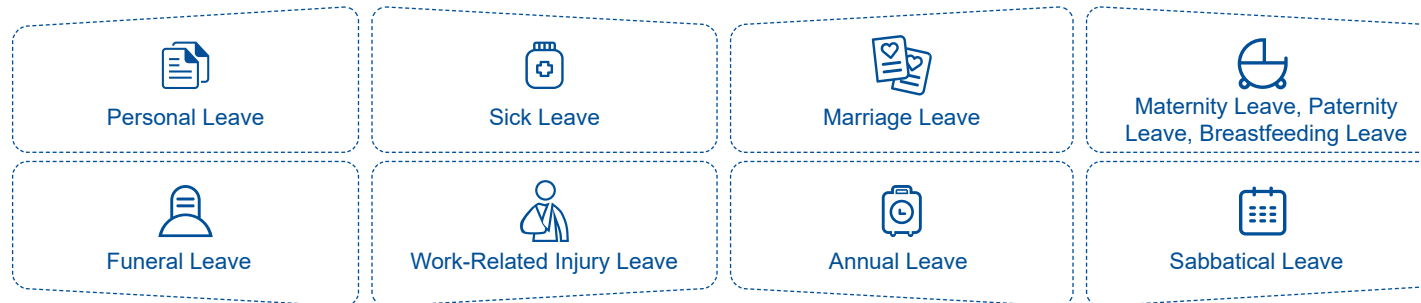 Personal Leave
Sick Leave
Marriage Leave
Maternity Leave, Paternity
Leave, Breastfeeding Leave
Funeral Leave
Work-Related Injury Leave
Annual Leave
Sabbatical Leave